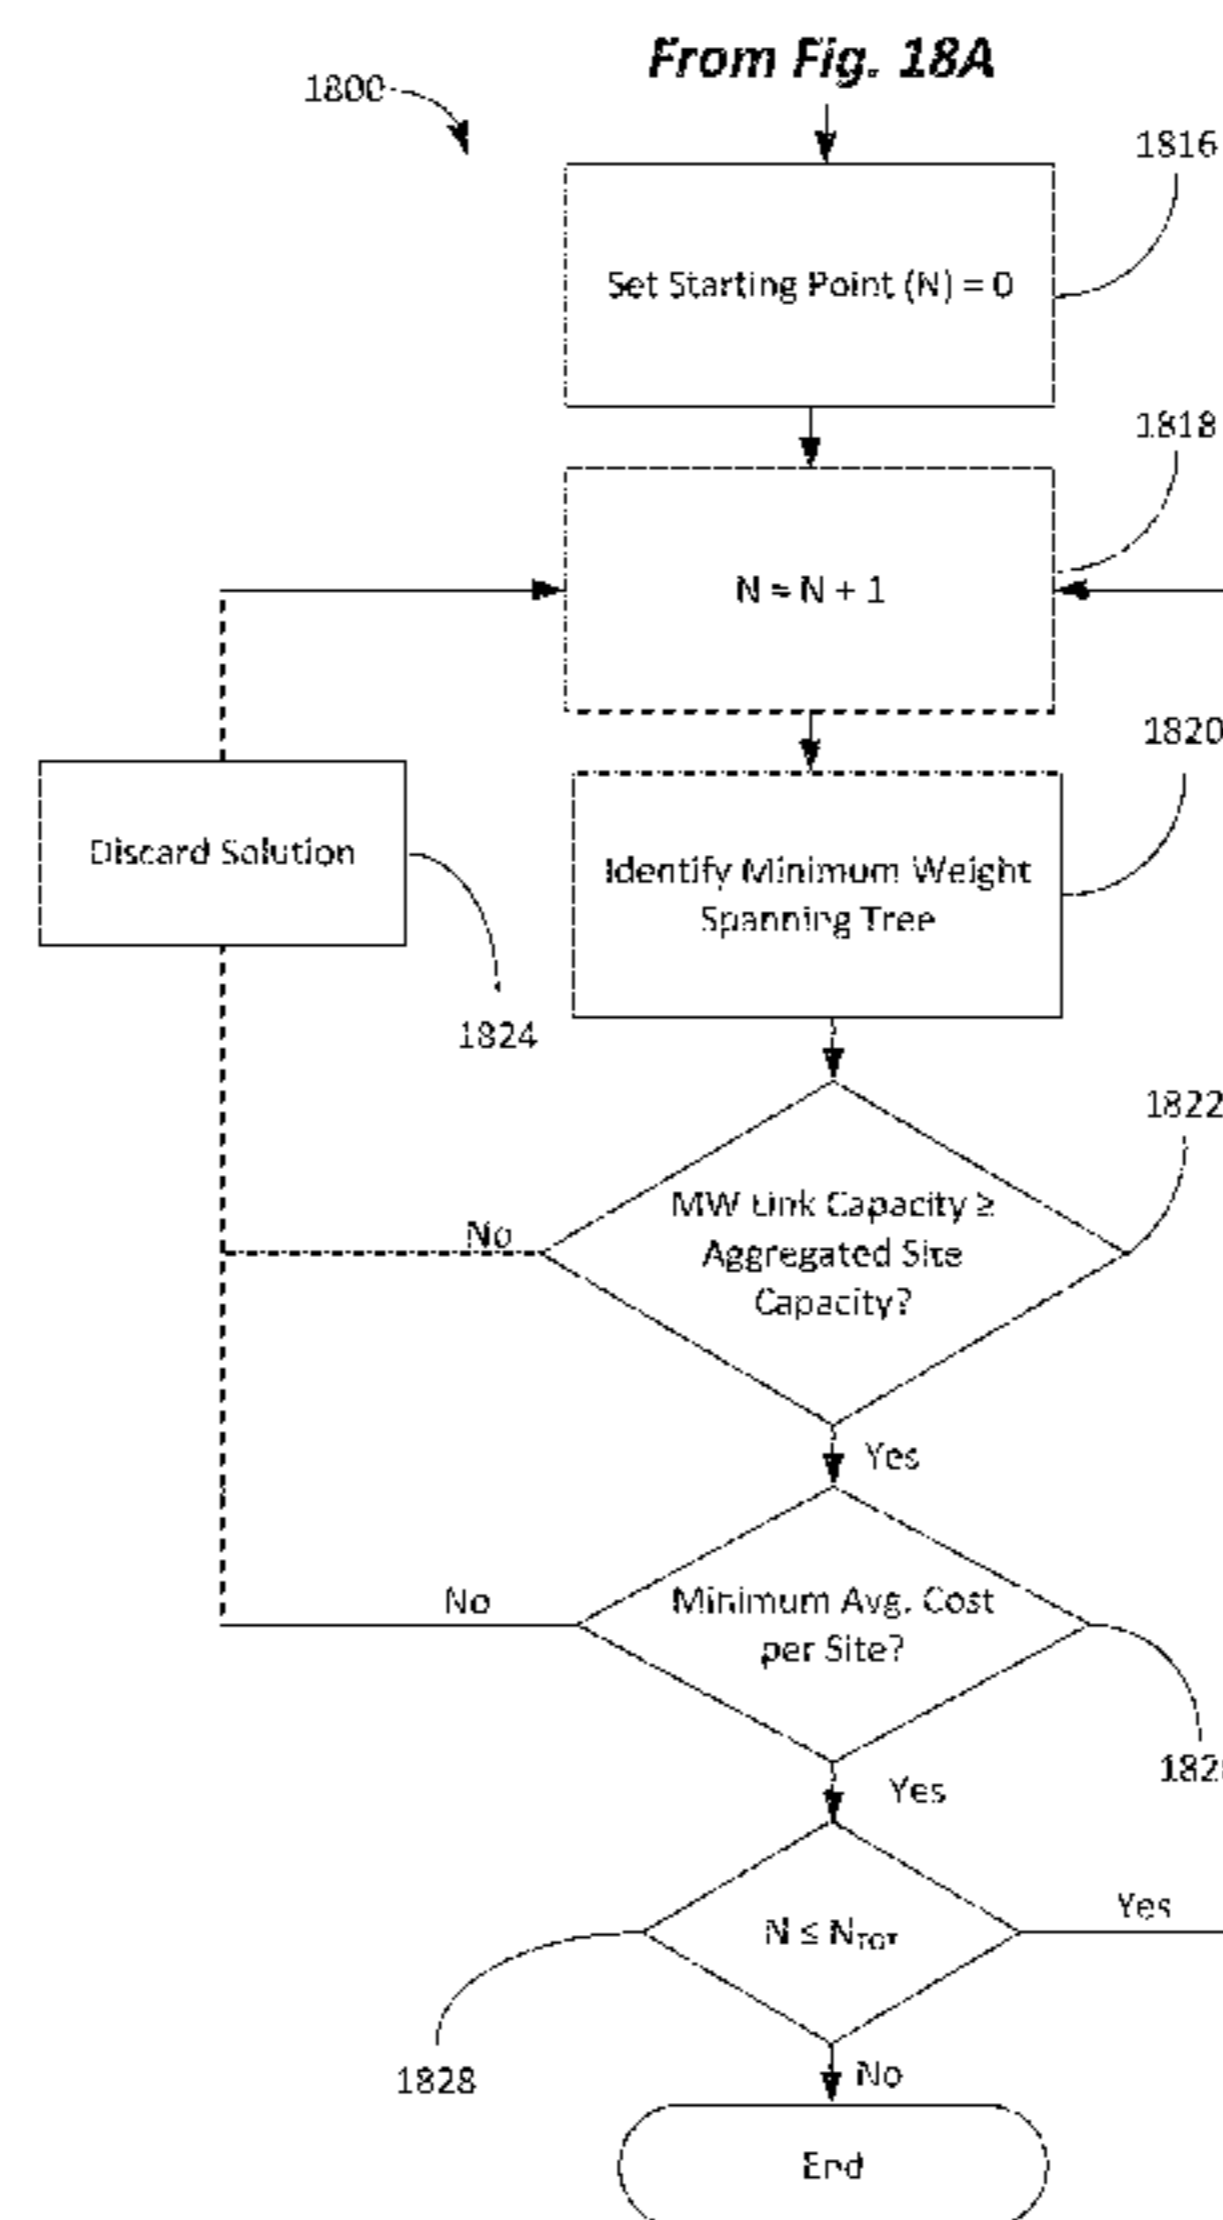 From Fig. 18A
1800
1816
Set Starting Point (N) = 0
1818
N = N + 1
1820
Discard Solution
Identify Minimum Weight
Spanning Tree
1824
1822
MW Link Capacity ≥
Aggregated Site
Capacity?
No
Yes
Minimum Avg. Cost
per Site?
No
Yes
N ≤ N_TOT
Yes
1828
No
End